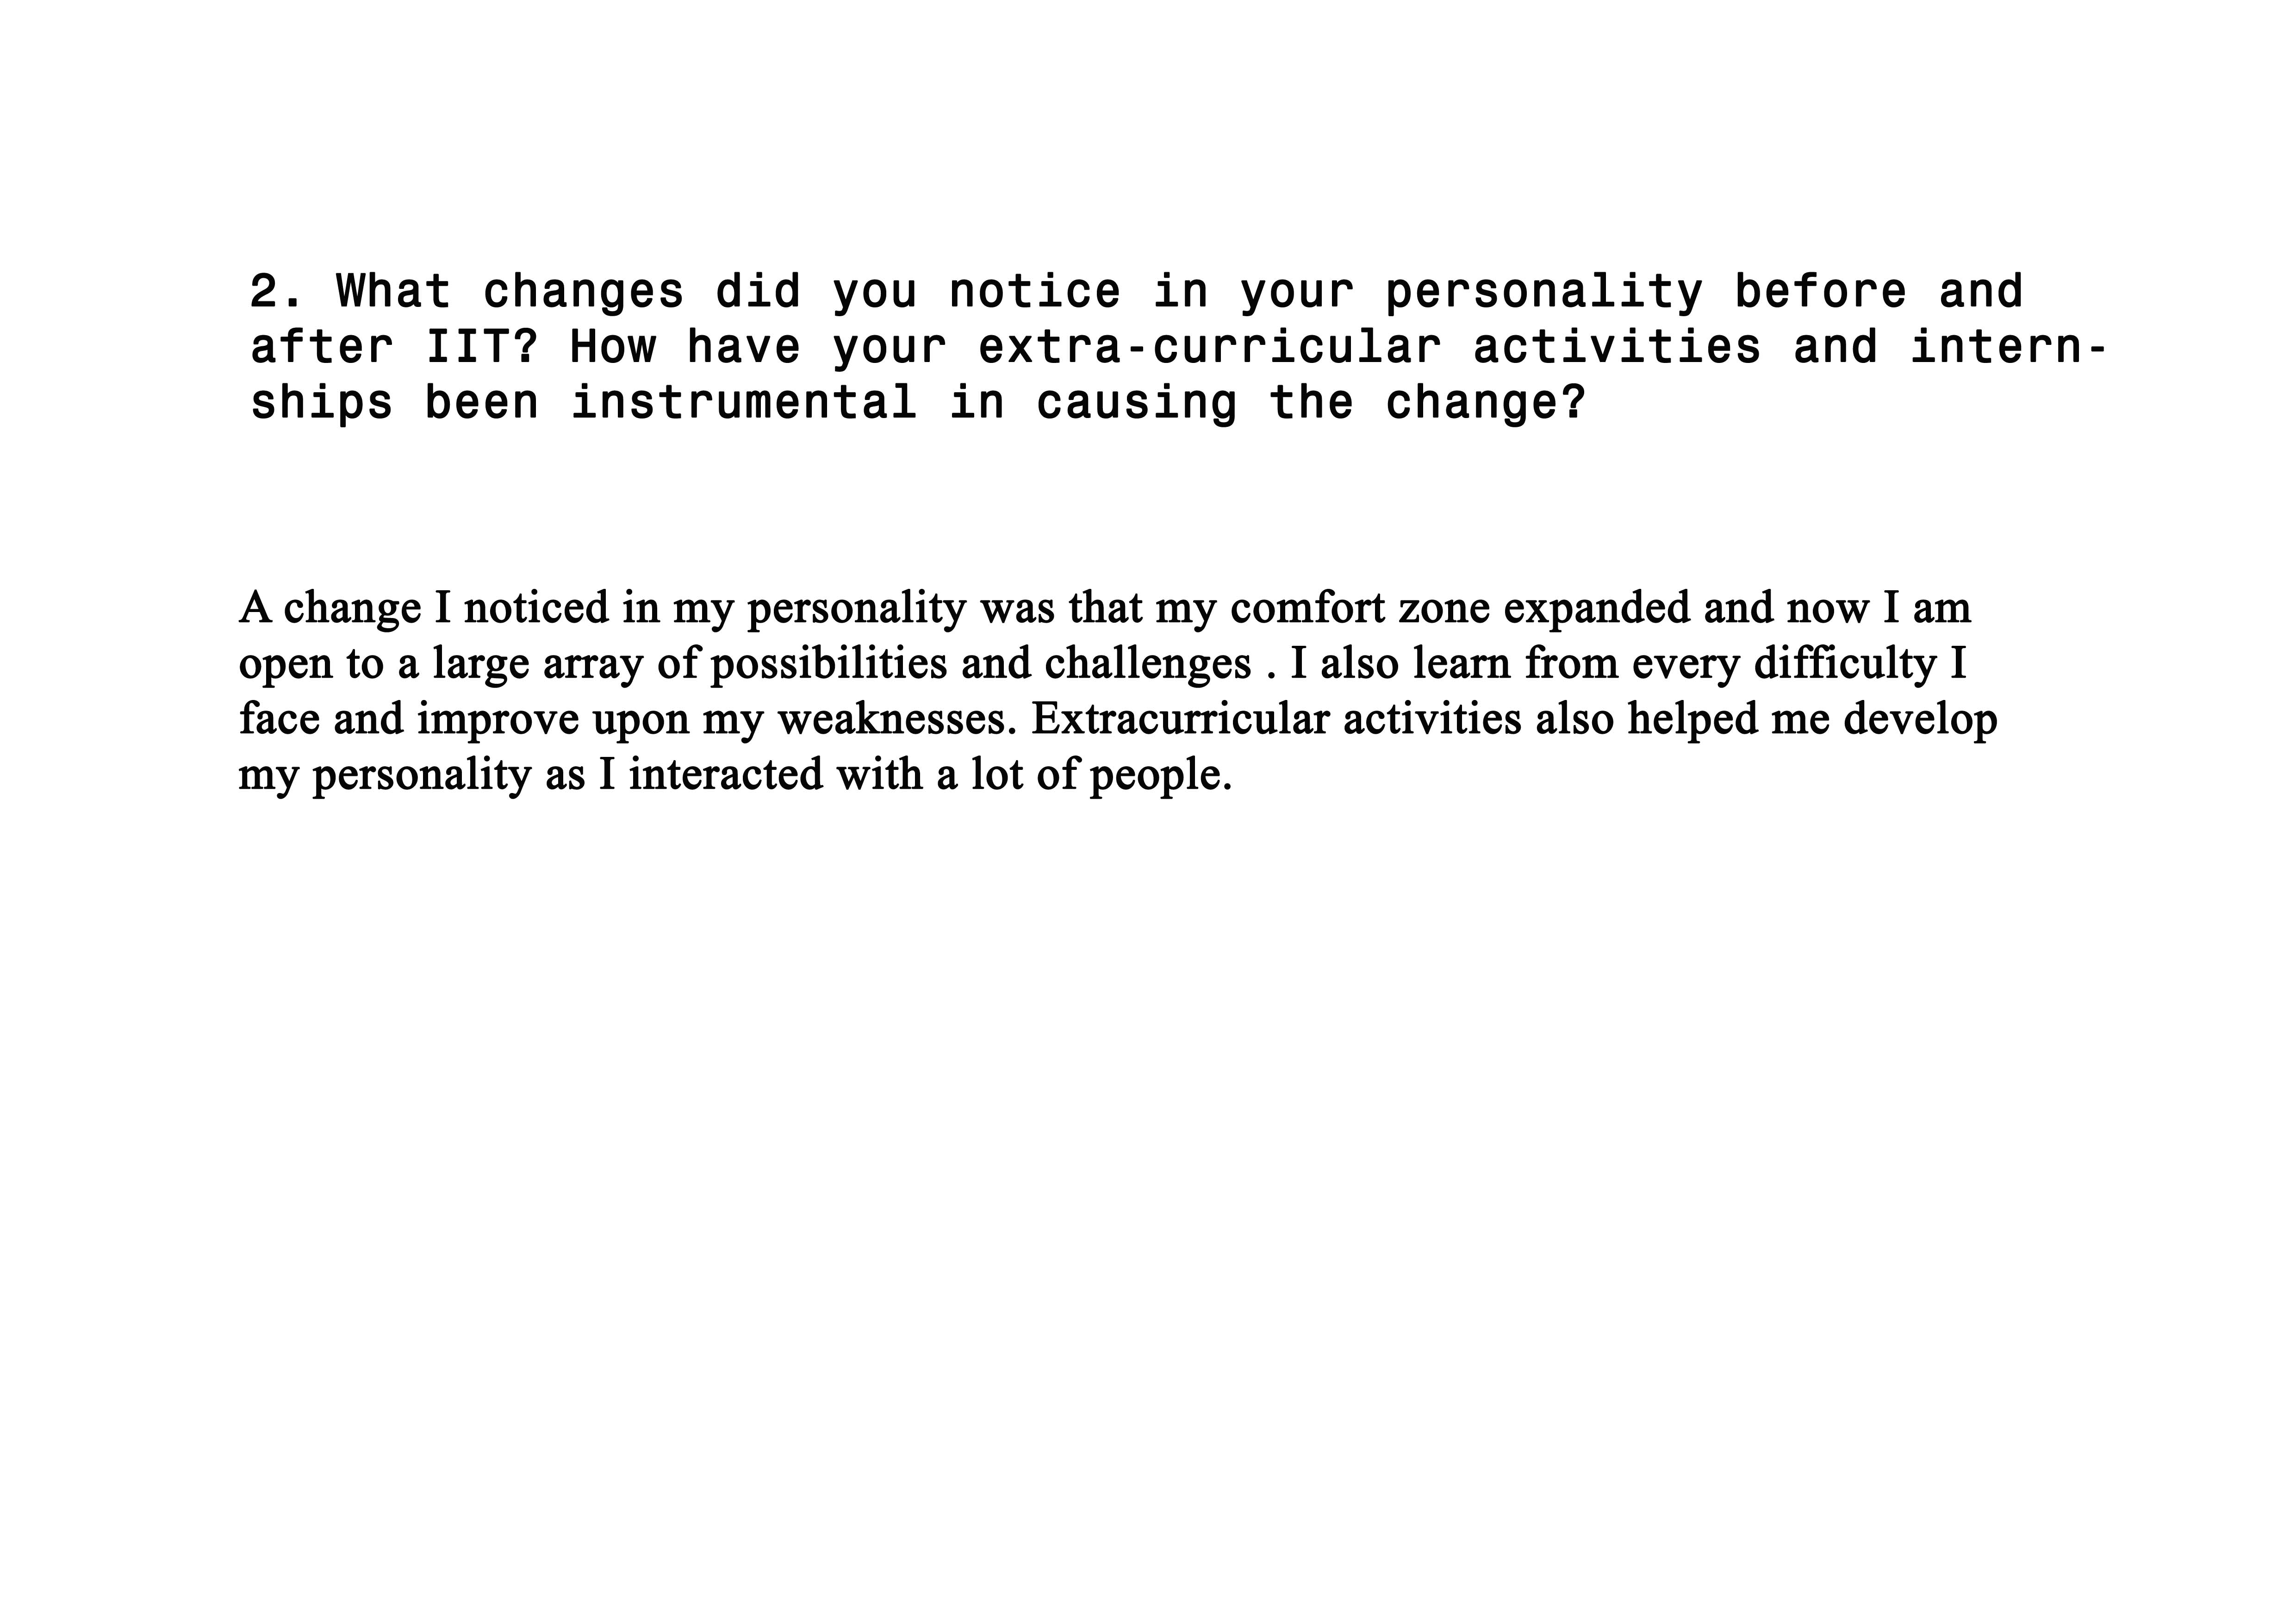 2. What changes did you notice in your personality before and
after IIT? How have your extra-curricular activities and intern-
ships been instrumental in causing the change?
A change I noticed in my personality was that my comfort zone expanded and now I am
open to a large array of possibilities and challenges . I also learn from every difficulty I
face and improve upon my weaknesses. Extracurricular activities also helped me develop
my personality as I interacted with a lot of people.